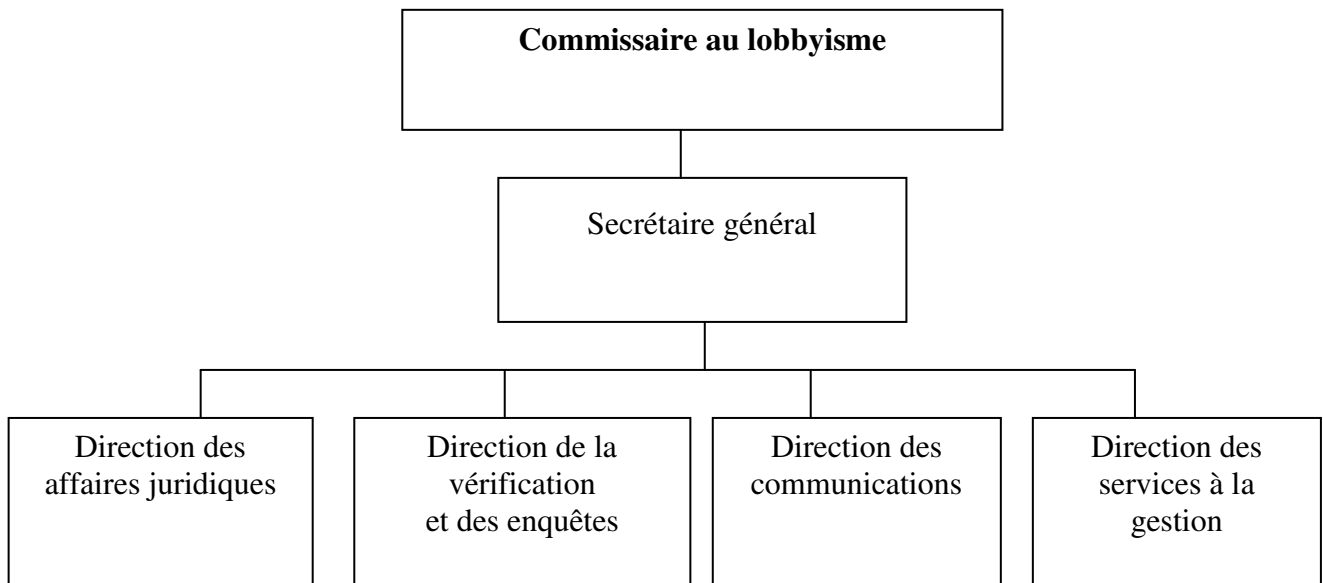 Commissaire au lobbyisme
Secrétaire général
Direction des
affaires juridiques
Direction de la
vérification
et des enquêtes
Direction des
communications
Direction des
services à la
gestion